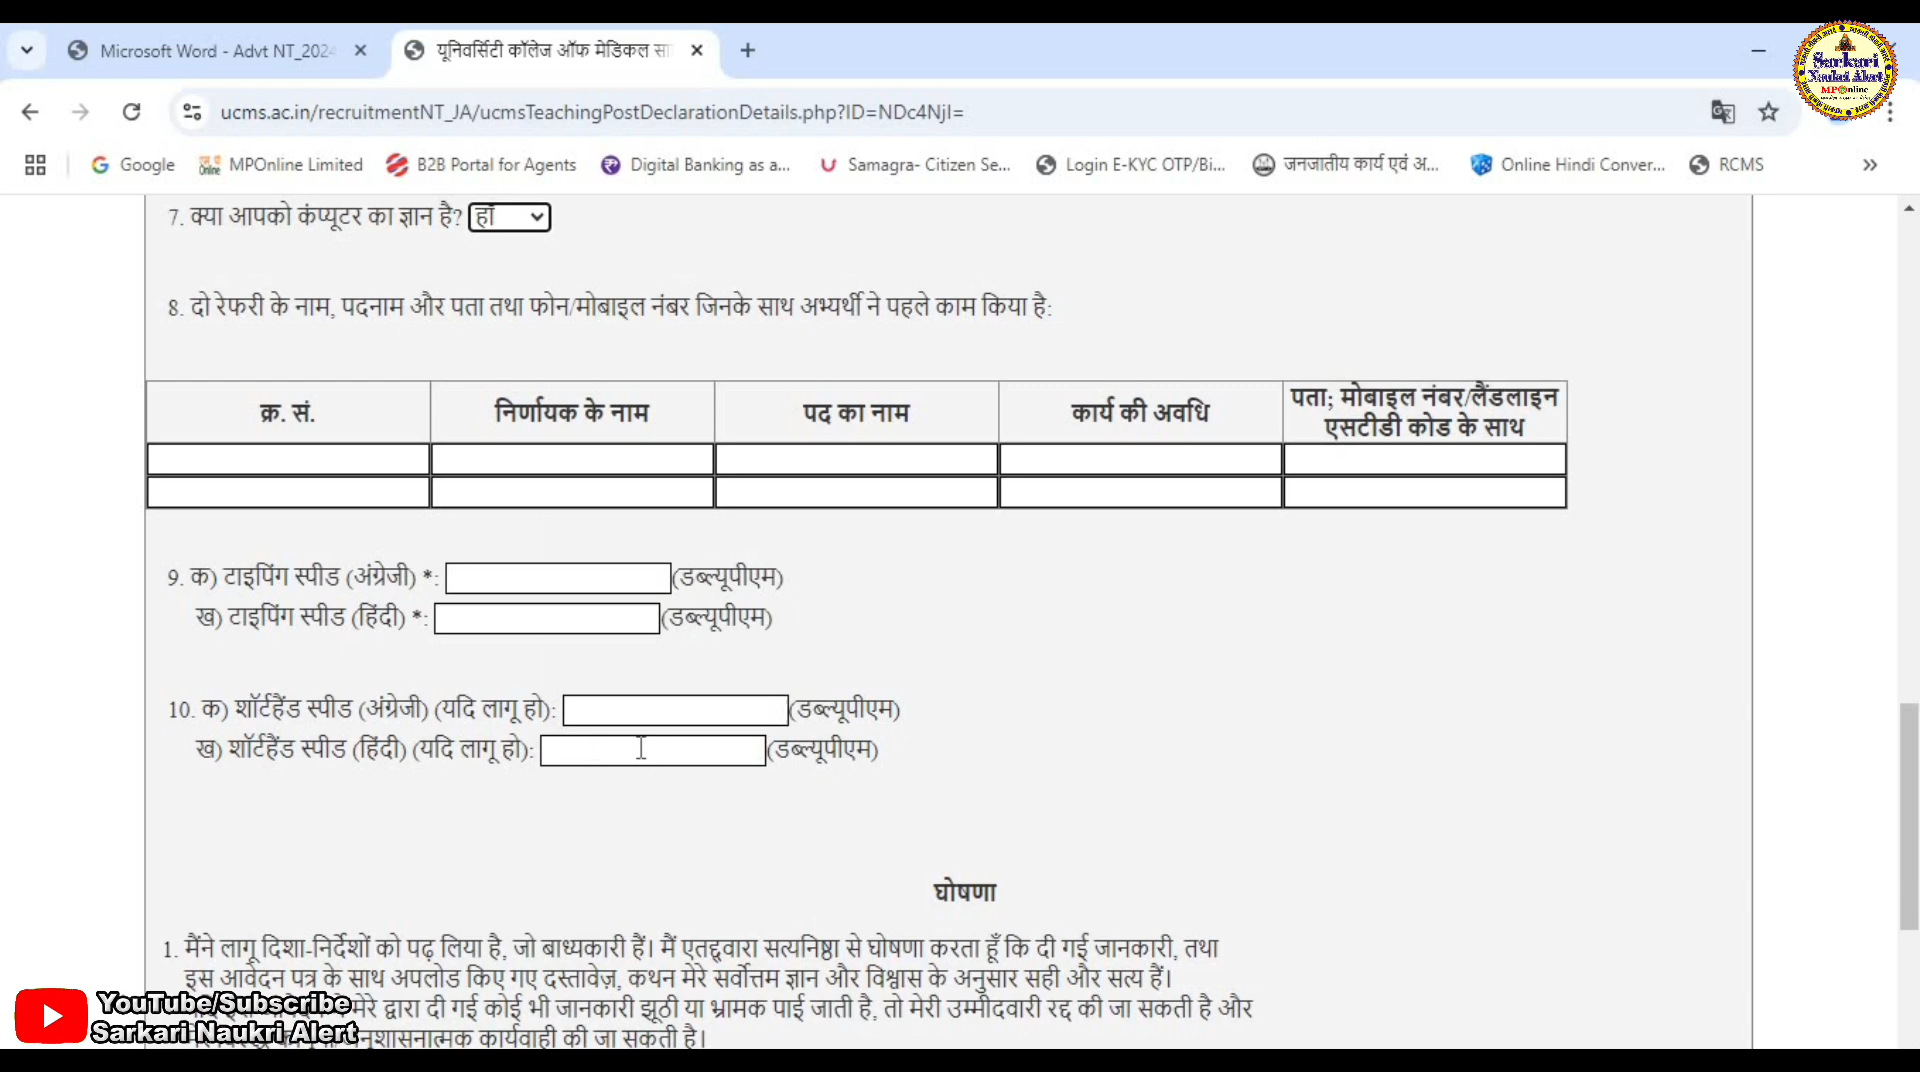 Microsoft Word - Advt NT_202
यूनिवर्सिटी कॉलेज ऑफ मेडिकल सा
Sarkari
Naukri Alert
MPOnline
ucms.ac.in/recruitmentNT_JA/ucmsTeachingPostDeclarationDetails.php?ID=NDc4NjI=
Google
MPOnline Limited
B2B Portal for Agents
Digital Banking as a...
Samagra- Citizen Se...
Login E-KYC OTP/Bi...
जनजातीय कार्य एवं अ...
Online Hindi Conver...
RCMS
7. क्या आपको कंप्यूटर का ज्ञान है? हाँ
8. दो रेफरी के नाम, पदनाम और पता तथा फोन/मोबाइल नंबर जिनके साथ अभ्यर्थी ने पहले काम किया है:
क्र. सं.
निर्णायक के नाम
पद का नाम
कार्य की अवधि
पता; मोबाइल नंबर/लैंडलाइन
एसटीडी कोड के साथ
9. क) टाइपिंग स्पीड (अंग्रेजी) *: (डब्ल्यूपीएम)
ख) टाइपिंग स्पीड (हिंदी) *: (डब्ल्यूपीएम)
10. क) शॉर्टहैंड स्पीड (अंग्रेजी) (यदि लागू हो): (डब्ल्यूपीएम)
ख) शॉर्टहैंड स्पीड (हिंदी) (यदि लागू हो): (डब्ल्यूपीएम)
घोषणा
1. मैंने लागू दिशा-निर्देशों को पढ़ लिया है, जो बाध्यकारी हैं। मैं एतद्द्वारा सत्यनिष्ठा से घोषणा करता हूँ कि दी गई जानकारी, तथा
इस आवेदन पत्र के साथ अपलोड किए गए दस्तावेज़, कथन मेरे सर्वोत्तम ज्ञान और विश्वास के अनुसार सही और सत्य हैं।
मेरे द्वारा दी गई कोई भी जानकारी झूठी या भ्रामक पाई जाती है, तो मेरी उम्मीदवारी रद्द की जा सकती है और
अनुशासनात्मक कार्यवाही की जा सकती है।
YouTube/Subscribe
Sarkari Naukri Alert